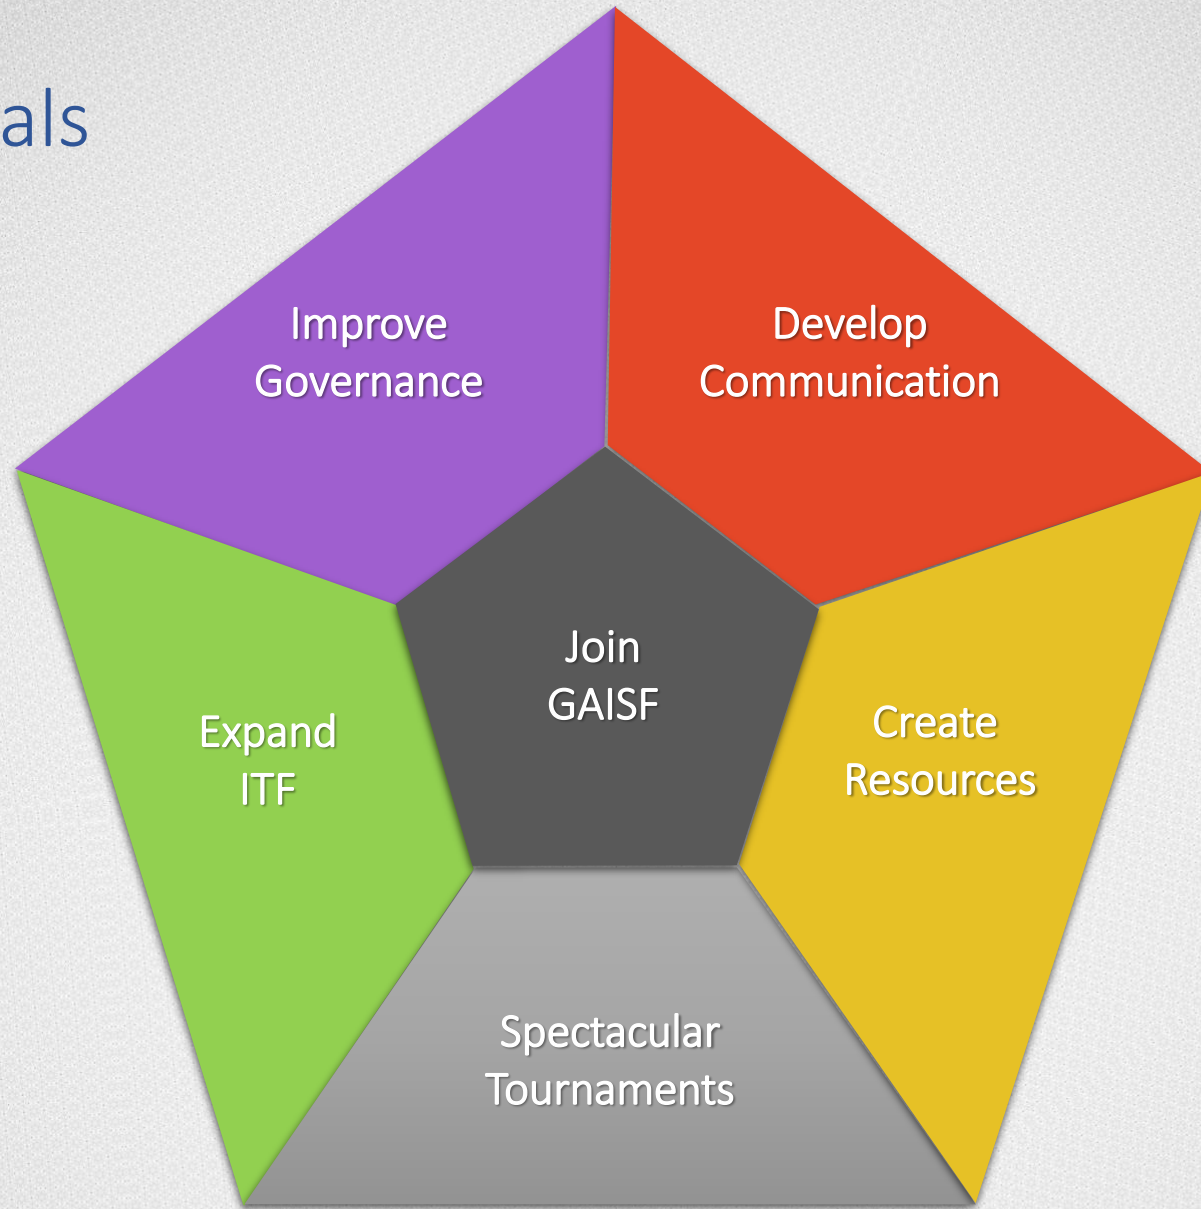 als
Improve
Governance
Develop
Communication
Join
GAISF
Expand
ITF
Create
Resources
Spectacular
Tournaments